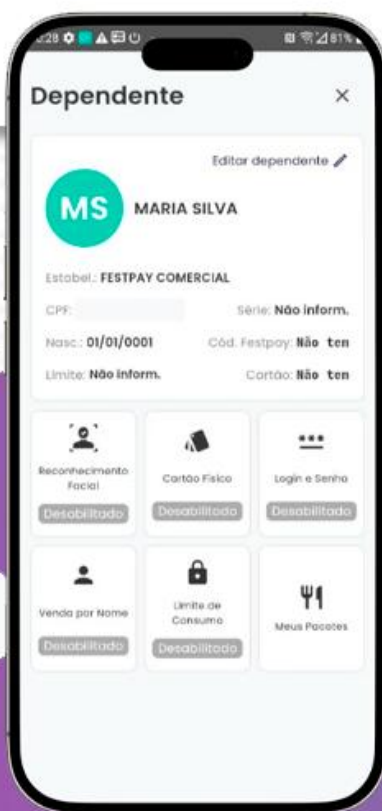 :28
81%
Dependente
Editar dependente
MS
MARIA SILVA
Estabel.: FESTPAY COMERCIAL
CPF:
Série: Não inform.
Nasc.: 01/01/0001
Cód. Festpay: Não tem
Limite: Não inform.
Cartão: Não tem
Reconhecimento
Facial
Desabilitado
Cartão Físico
Desabilitado
Login e Senha
Desabilitado
Venda por Nome
Desabilitado
Limite de
Consumo
Desabilitado
Meus Pacotes